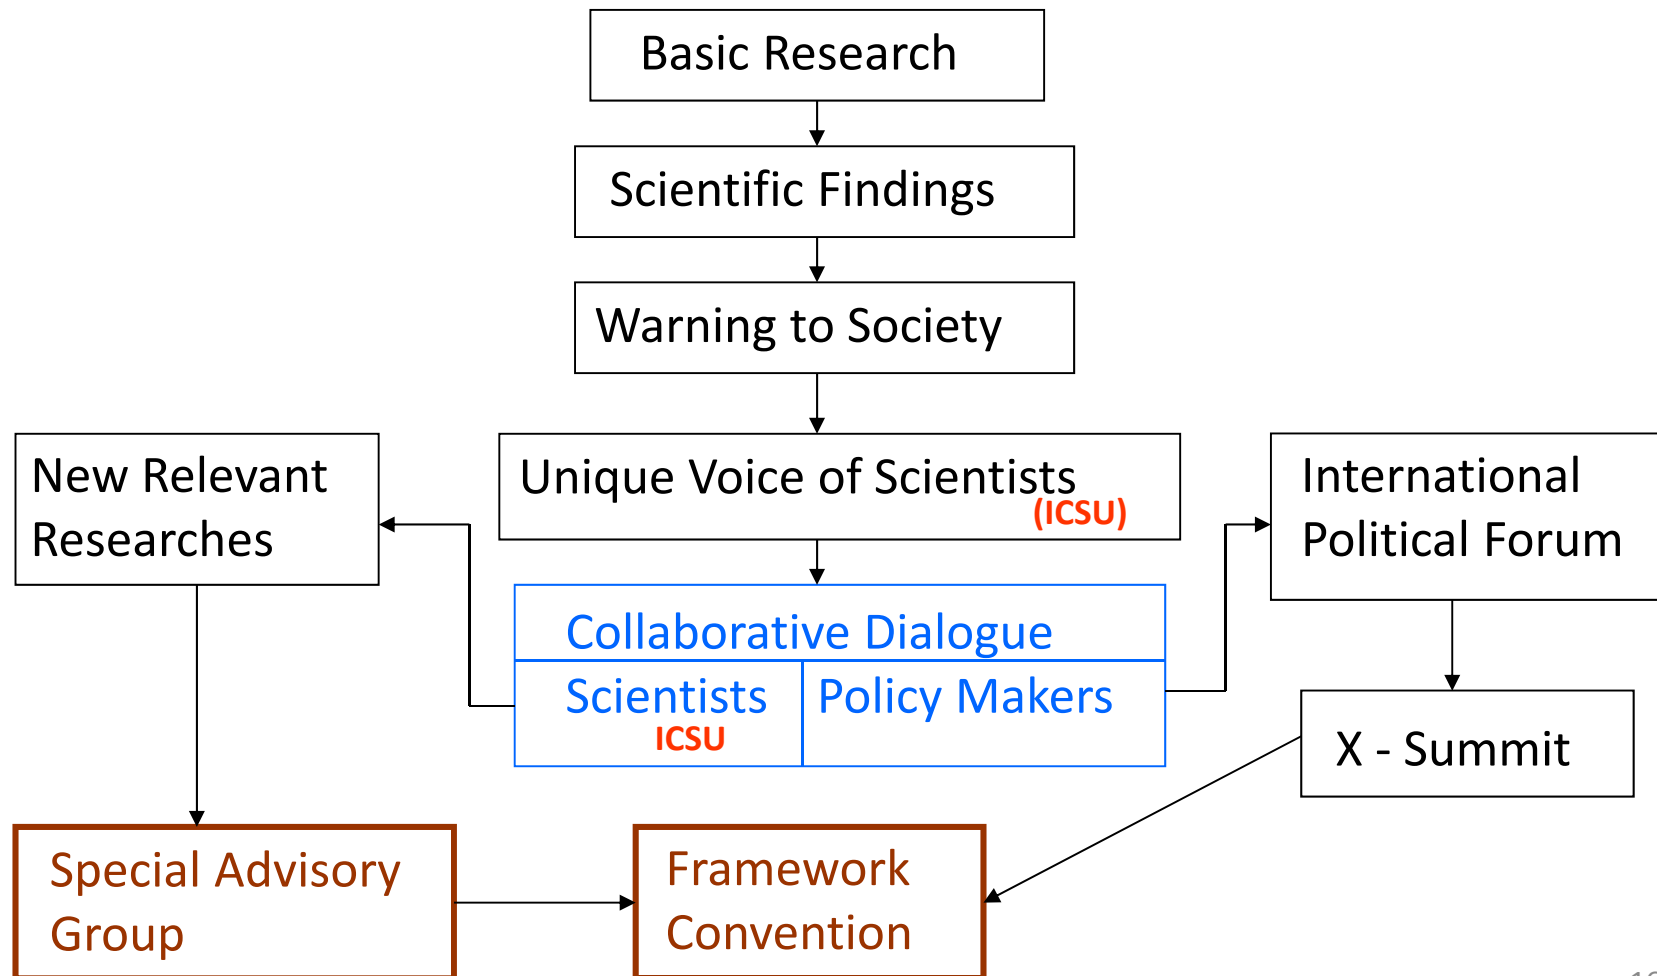 Basic Research
Scientific Findings
Warning to Society
New Relevant
Researches
Unique Voice of Scientists
(ICSU)
International
Political Forum
Collaborative Dialogue
Scientists
ICSU
Policy Makers
X - Summit
Special Advisory
Group
Framework
Convention